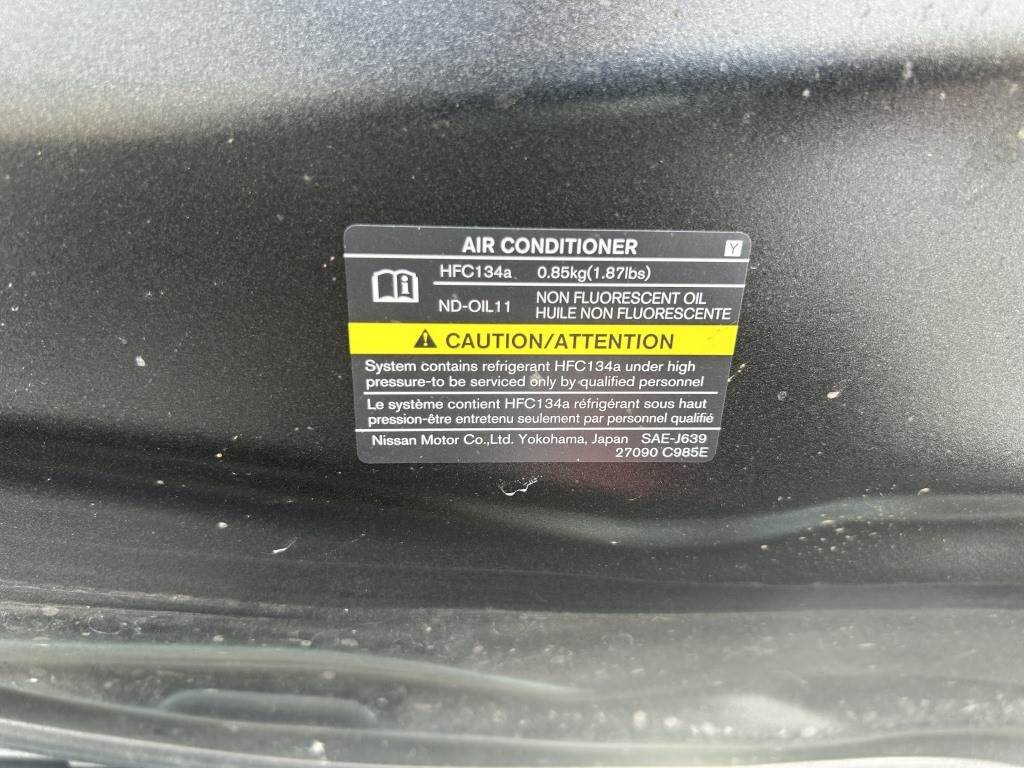 AIR CONDITIONER Y
HFC134a 0.85kg(1.87lbs)
ND-OIL11 NON FLUORESCENT OIL
HUILE NON FLUORESCENTE
CAUTION/ATTENTION
System contains refrigerant HFC134a under high
pressure-to be serviced only by qualified personnel
Le système contient HFC134a réfrigérant sous haut
pression-être entretenu seulement par personnel qualifié
Nissan Motor Co.,Ltd. Yokohama, Japan SAE-J639
27090 C985E